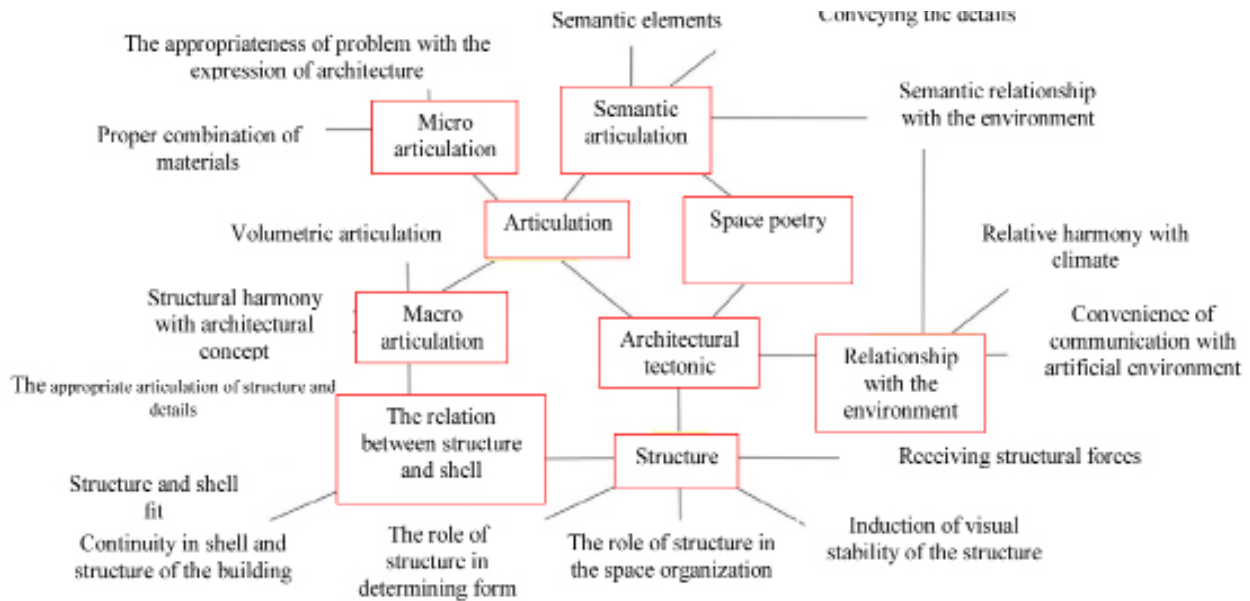 Semantic elements
Conveying the details
The appropriateness of problem with the
expression of architecture
Semantic
articulation
Semantic relationship
with the environment
Micro
articulation
Proper combination of
materials
Articulation
Space poetry
Volumetric articulation
Relative harmony with
climate
Structural harmony
with architectural
concept
Macro
articulation
Architectural
tectonic
Relationship
with the
environment
Convenience of
communication with
artificial environment
The appropriate articulation of structure and
details
The relation
between structure
and shell
Structure
Receiving structural forces
Structure and shell
fit
Continuity in shell and
structure of the building
The role of
structure in
determining form
The role of structure in
the space organization
Induction of visual
stability of the structure